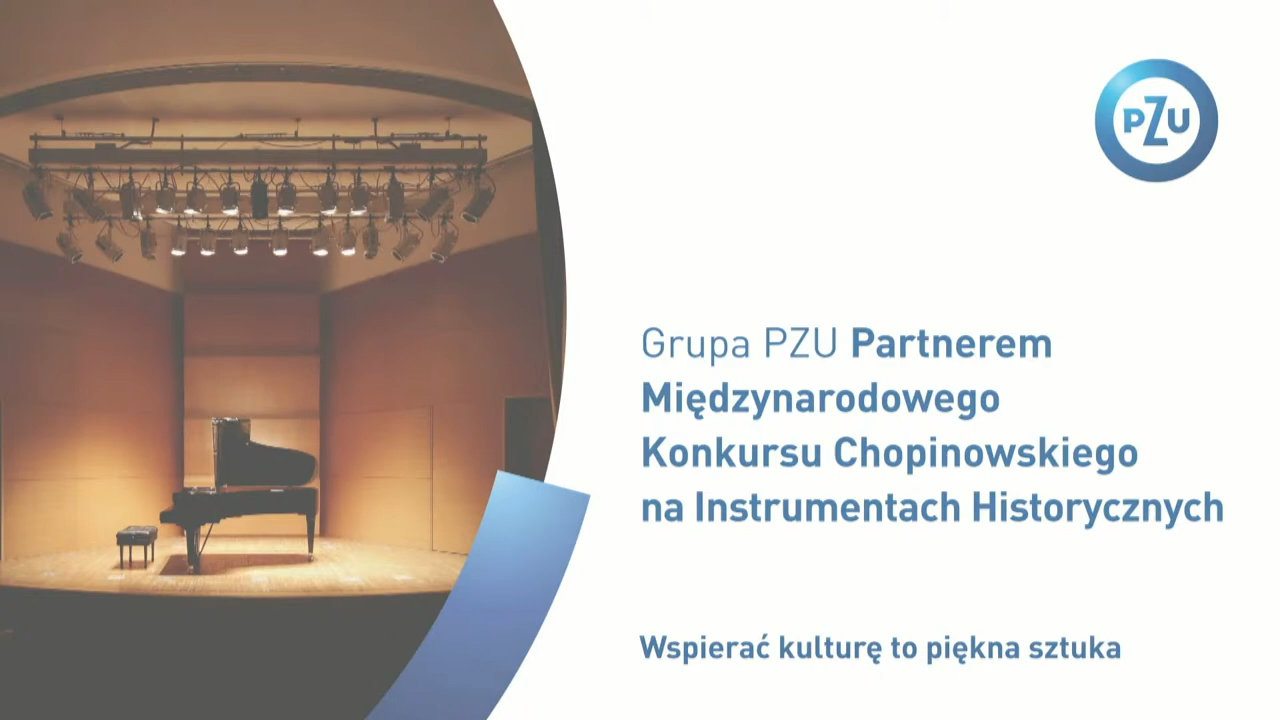 PZU
Grupa PZU Partnerem
Międzynarodowego
Konkursu Chopinowskiego
na Instrumentach Historycznych
Wspierać kulturę to piękna sztuka